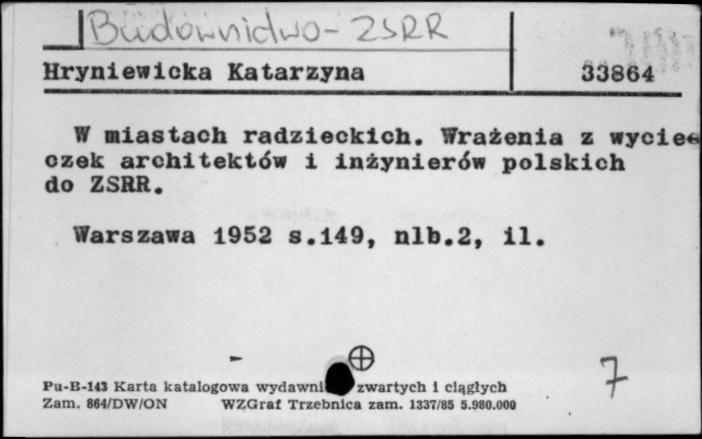 Budownictwo - ZSRR
Hryniewicka Katarzyna 33864
W miastach radzieckich. Wrażenia z wycie
czek architektów i inżynierów polskich
do ZSRR.
Warszawa 1952 s.149, nlb.2, il.
7
Pu-B-143 Karta katalogowa zwartych i ciągłych
Zam. 864/DW/ON WZGraf Trzebnica zam. 1337/85 5.980.000